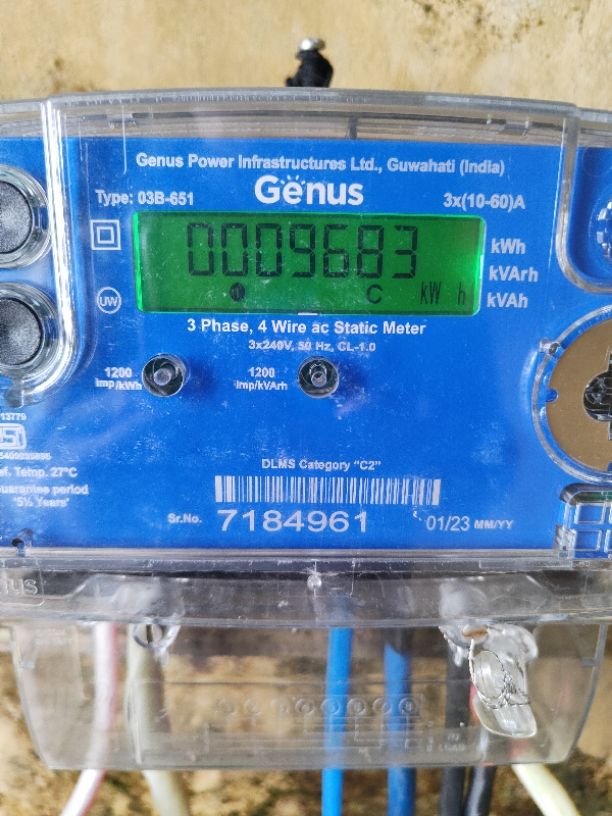 Genus Power Infrastructures Ltd., Guwahati (India)
Type: 03B-651
Genus
3x(10-60)A
0009683
C kW h
kWh
kVArh
kVAh
UW
3 Phase, 4 Wire ac Static Meter
3x240V, 50 Hz, CL-1.0
1200
imp/kWh
1200
imp/kVArh
13779
Temp. 27°C
period
"5½ Years"
DLMS Category "C2"
Sr.No. 7184961 01/23 MM/YY